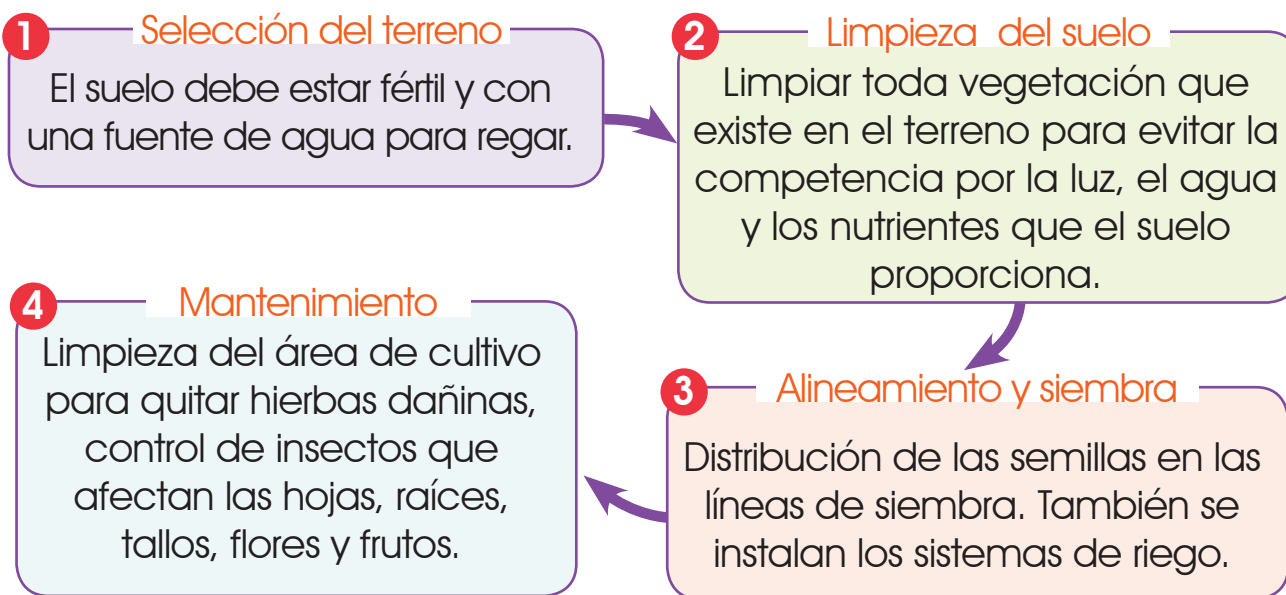 1 Selección del terreno
El suelo debe estar fértil y con
una fuente de agua para regar.
2 Limpieza del suelo
Limpiar toda vegetación que
existe en el terreno para evitar la
competencia por la luz, el agua
y los nutrientes que el suelo
proporciona.
3 Alineamiento y siembra
Distribución de las semillas en las
líneas de siembra. También se
instalan los sistemas de riego.
4 Mantenimiento
Limpieza del área de cultivo
para quitar hierbas dañinas,
control de insectos que
afectan las hojas, raíces,
tallos, flores y frutos.